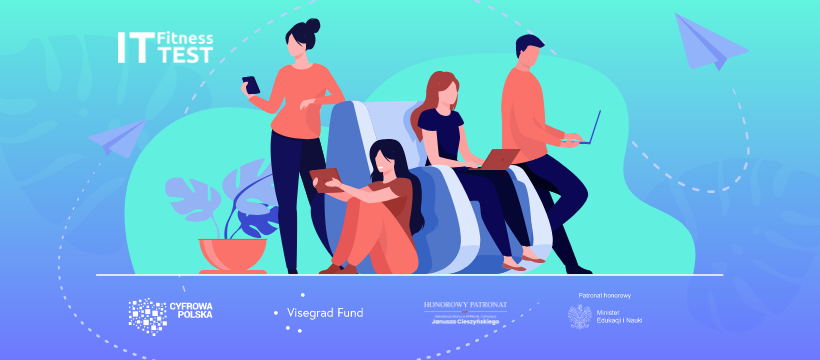 IT Fitness
TEST
CYFROWA
POLSKA
Visegrad Fund
HONOROWY PATRONAT
Janusza Cieszyńskiego
Patronat honorowy
Minister
Edukacji i Nauki